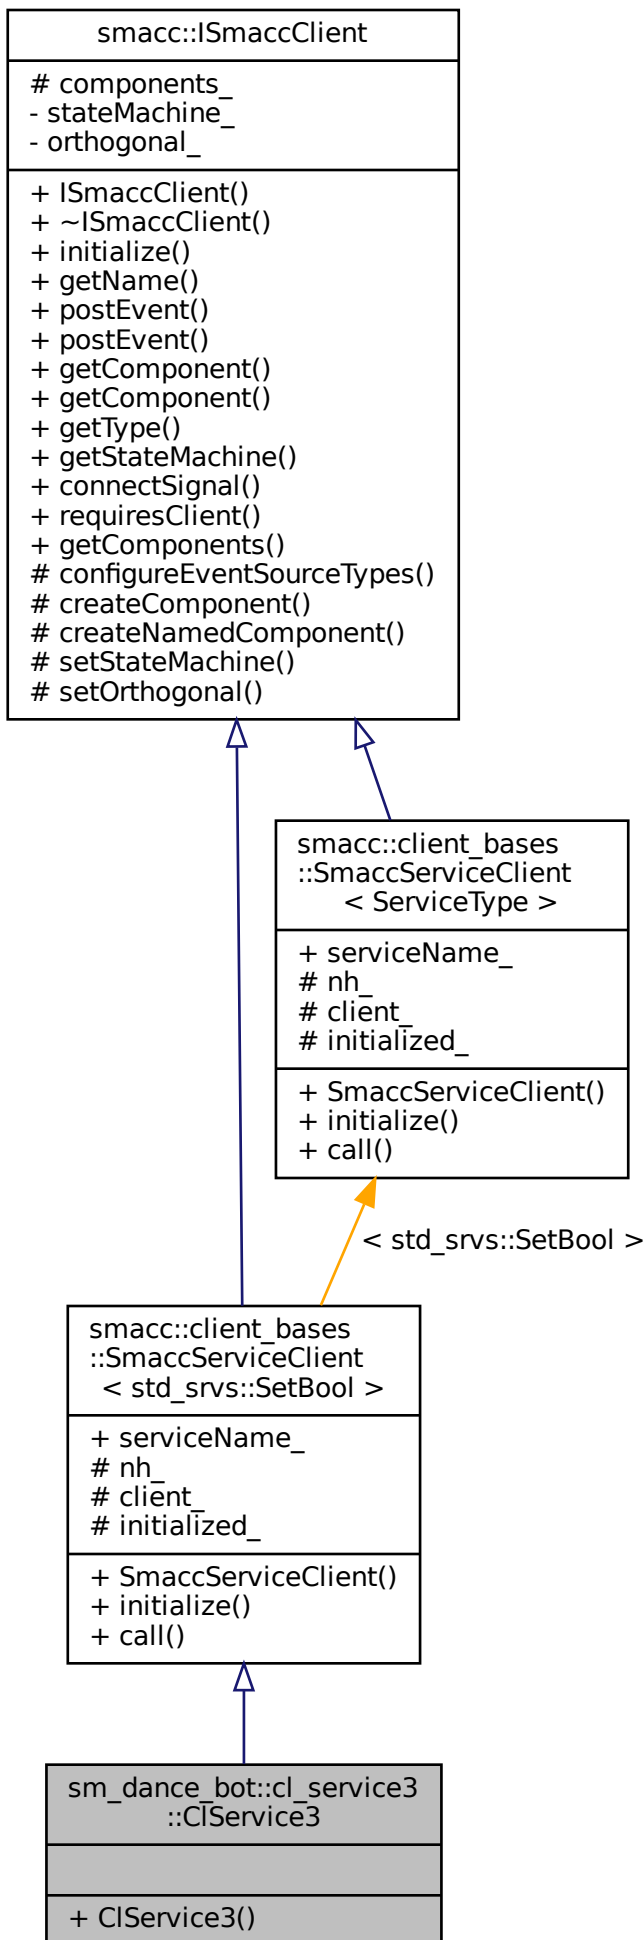 smacc::ISmaccClient
# components_
- stateMachine_
- orthogonal_
+ ISmaccClient()
+ ~ISmaccClient()
+ initialize()
+ getName()
+ postEvent()
+ postEvent()
+ getComponent()
+ getComponent()
+ getType()
+ getStateMachine()
+ connectSignal()
+ requiresClient()
+ getComponents()
# configureEventSourceTypes()
# createComponent()
# createNamedComponent()
# setStateMachine()
# setOrthogonal()
smacc::client_bases
::SmaccServiceClient
< ServiceType >
+ serviceName_
# nh_
# client_
# initialized_
+ SmaccServiceClient()
+ initialize()
+ call()
< std_srvs::SetBool >
smacc::client_bases
::SmaccServiceClient
< std_srvs::SetBool >
+ serviceName_
# nh_
# client_
# initialized_
+ SmaccServiceClient()
+ initialize()
+ call()
sm_dance_bot::cl_service3
::ClService3
+ ClService3()